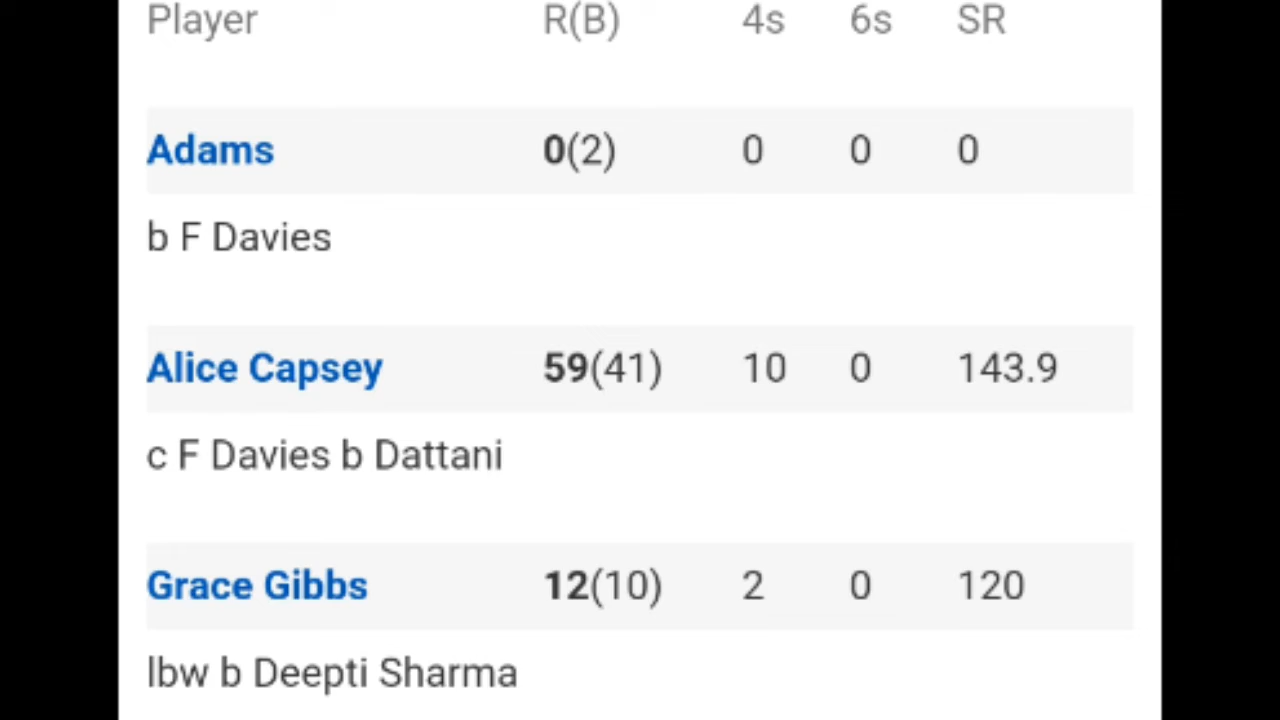 Player R(B) 4s 6s SR
Adams 0(2) 0 0 0
b F Davies
Alice Capsey 59(41) 10 0 143.9
c F Davies b Dattani
Grace Gibbs 12(10) 2 0 120
lbw b Deepti Sharma